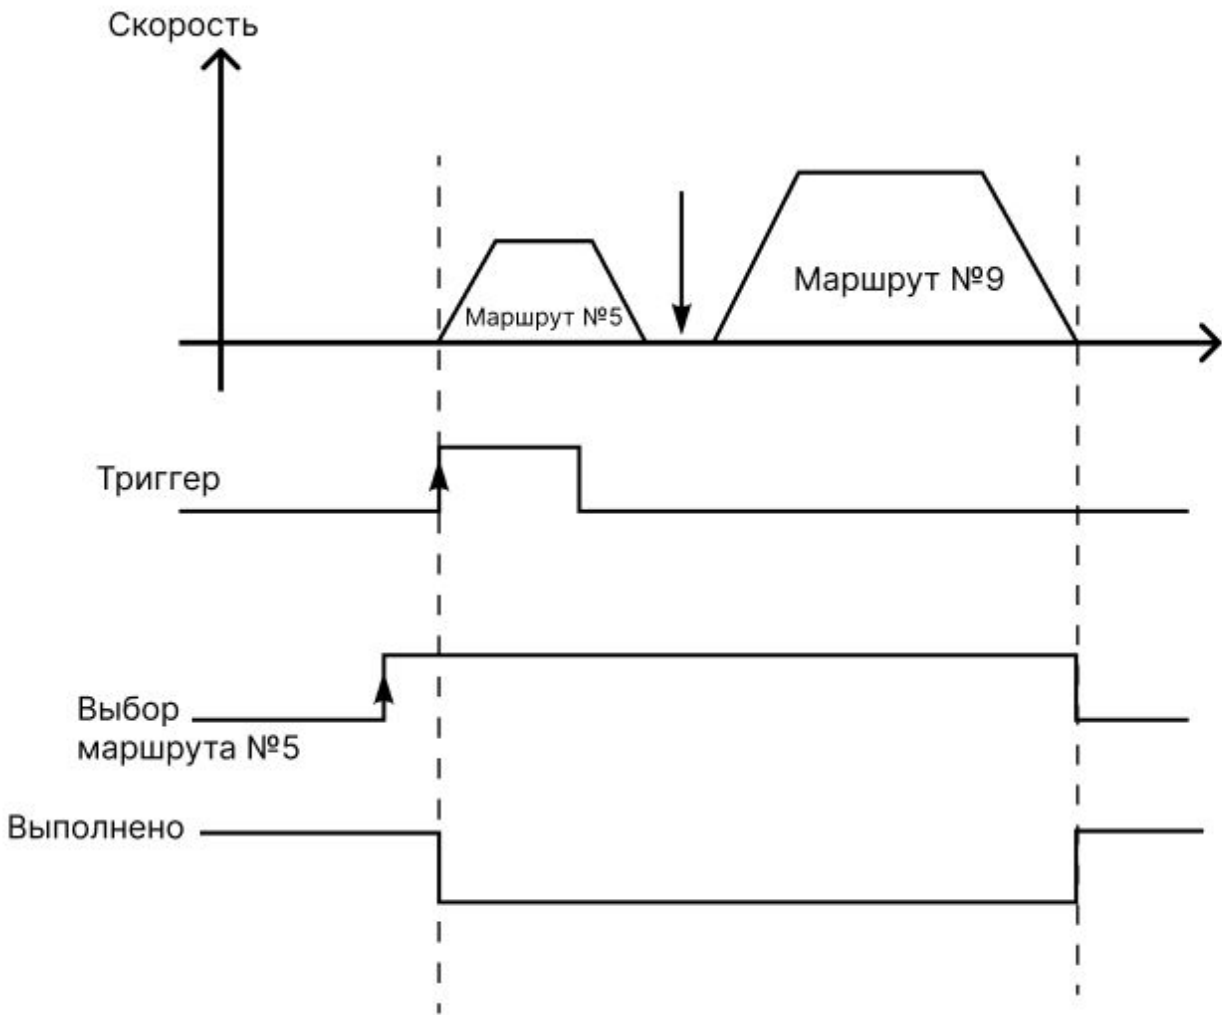 Скорость
Маршрут №5
Маршрут №9
Триггер
Выбор
маршрута №5
Выполнено